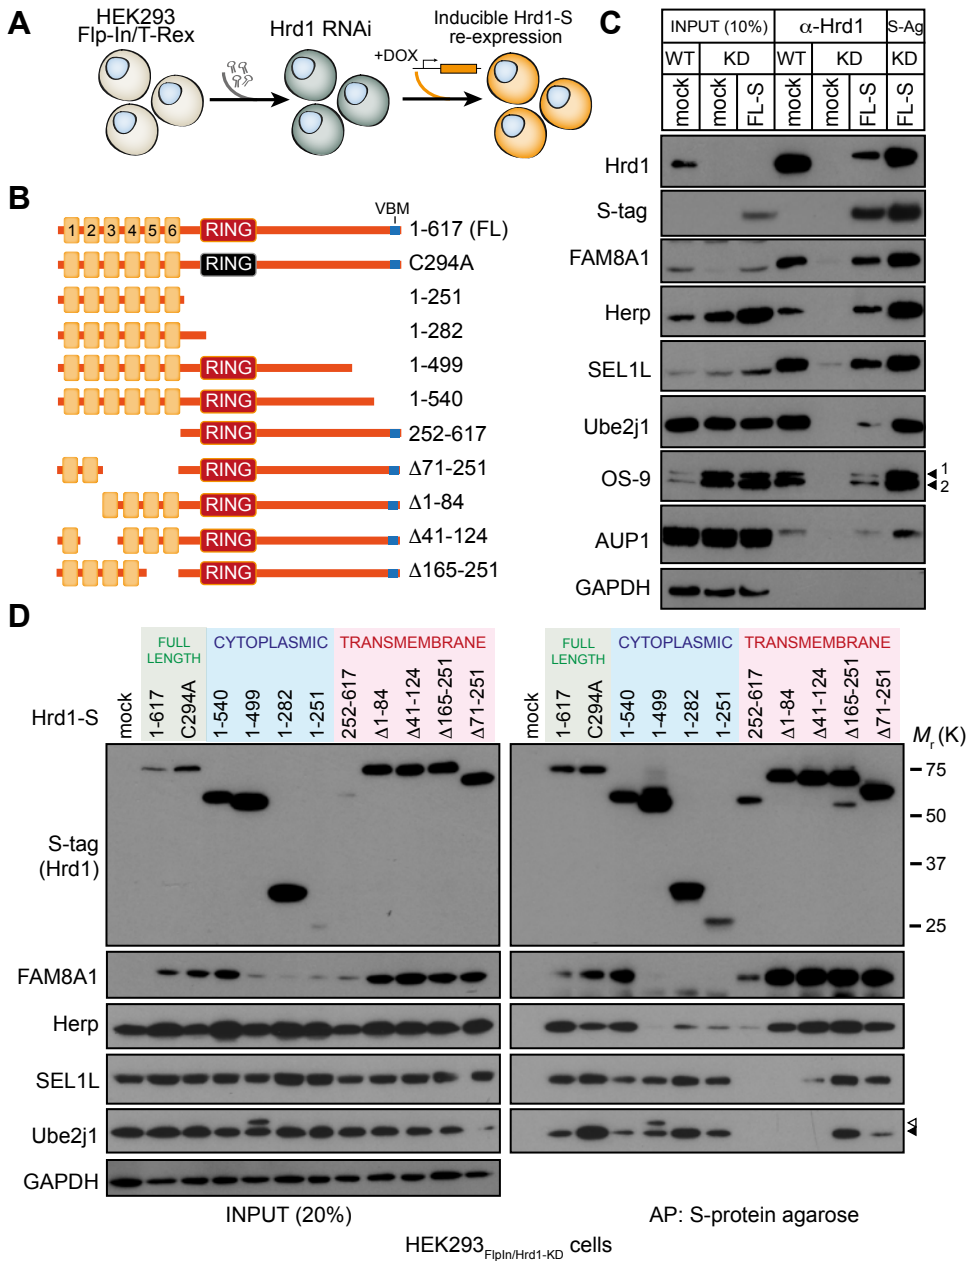 A
HEK293
Flp-In/T-Rex
Hrd1 RNAi
Inducible Hrd1-S
re-expression
+DOX
B
VBM
1 2 3 4 5 6 RING 1-617 (FL)
RING C294A
1-251
1-282
RING 1-499
RING 1-540
RING 252-617
RING Δ71-251
RING Δ1-84
RING Δ41-124
RING Δ165-251
C
INPUT (10%) α-Hrd1 S-Ag
WT KD WT KD KD
mock mock FL-S mock mock FL-S FL-S
Hrd1
S-tag
FAM8A1
Herp
SEL1L
Ube2j1
OS-9
1
2
AUP1
GAPDH
D
FULL
LENGTH
CYTOPLASMIC
TRANSMEMBRANE
FULL
LENGTH
CYTOPLASMIC
TRANSMEMBRANE
Hrd1-S
mock 1-617 C294A 1-540 1-499 1-282 1-251 252-617 Δ1-84 Δ41-124 Δ165-251 Δ71-251
mock 1-617 C294A 1-540 1-499 1-282 1-251 252-617 Δ1-84 Δ41-124 Δ165-251 Δ71-251
Mr (K)
75
50
37
25
S-tag
(Hrd1)
FAM8A1
Herp
SEL1L
Ube2j1
GAPDH
INPUT (20%)
AP: S-protein agarose
HEK293FlpIn/Hrd1-KD cells